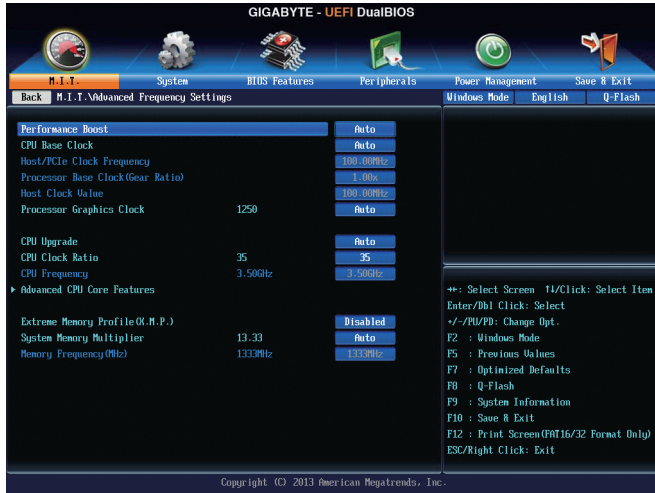 GIGABYTE - UEFI DualBIOS
M.I.T. System BIOS Features Peripherals Power Management Save & Exit
Back M.I.T.\Advanced Frequency Settings Windows Mode English Q-Flash
Performance Boost Auto
CPU Base Clock Auto
Host/PCIe Clock Frequency 100.00MHz
Processor Base Clock(Gear Ratio) 1.00x
Host Clock Value 100.00MHz
Processor Graphics Clock 1250 Auto
CPU Upgrade Auto
CPU Clock Ratio 35 35
CPU Frequency 3.50GHz 3.50GHz
Advanced CPU Core Features
Extreme Memory Profile(X.M.P.) Disabled
System Memory Multiplier 13.33 Auto
Memory Frequency(MHz) 1333MHz 1333MHz
→←: Select Screen ↑↓/Click: Select Item
Enter/Dbl Click: Select
+/-/PU/PD: Change Opt.
F2 : Windows Mode
F5 : Previous Values
F7 : Optimized Defaults
F8 : Q-Flash
F9 : System Information
F10 : Save & Exit
F12 : Print Screen(FAT16/32 Format Only)
ESC/Right Click: Exit
Copyright (C) 2013 American Megatrends, Inc.